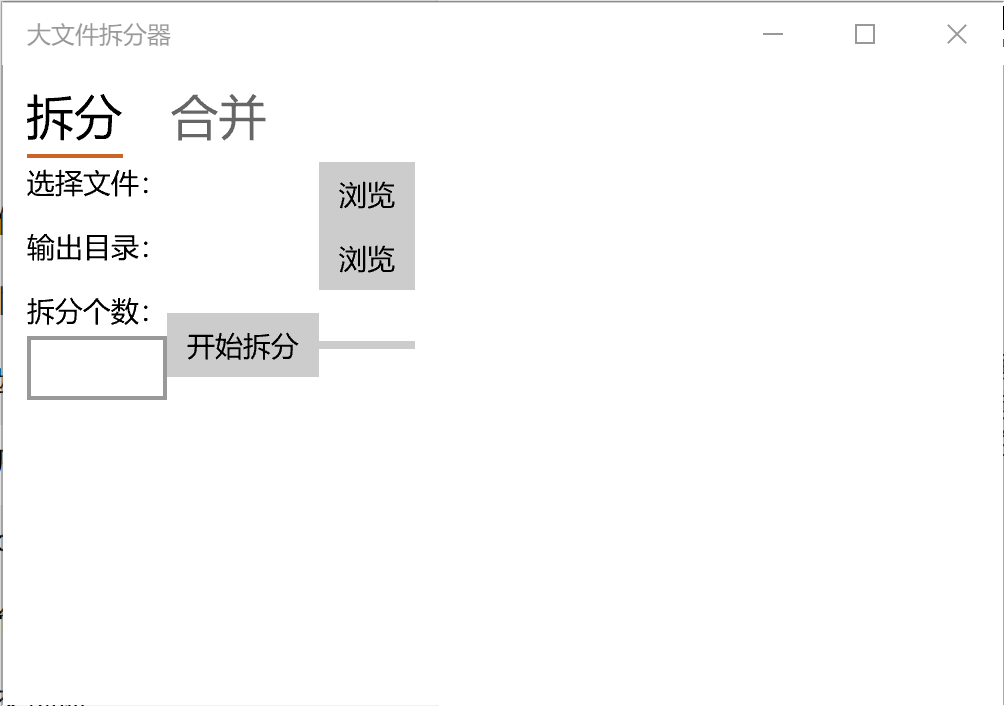 大文件拆分器
拆分 合并
选择文件： 浏览
输出目录： 浏览
拆分个数：
开始拆分